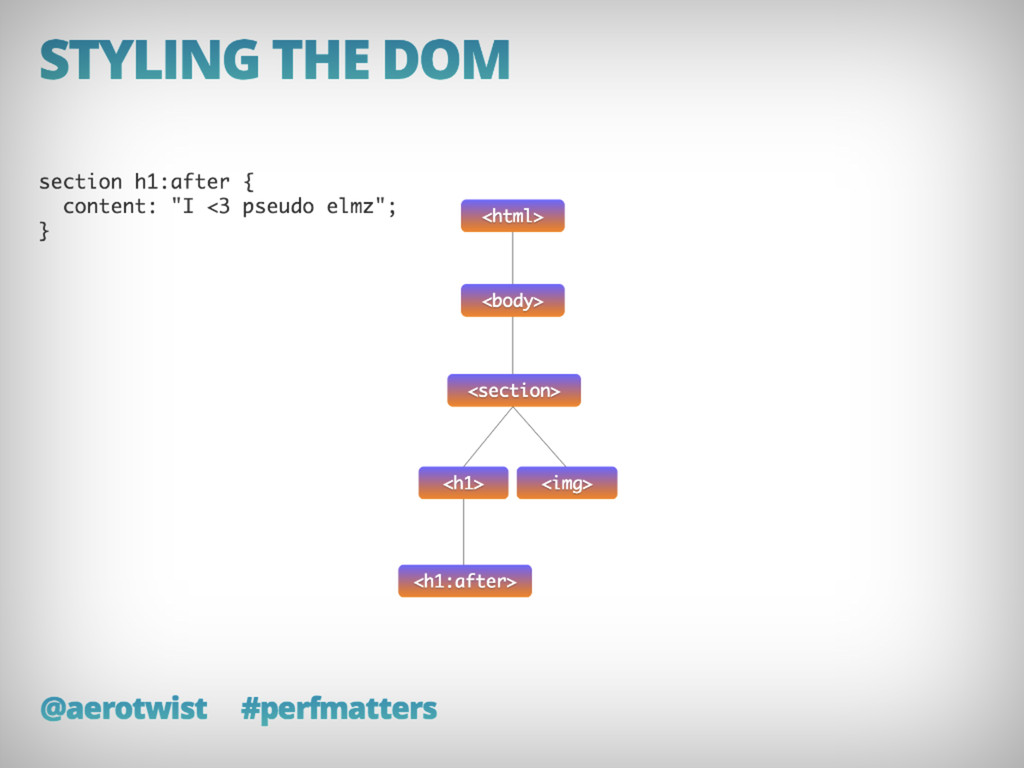 STYLING THE DOM
section h1:after {
  content: "I <3 pseudo elmz";
}
<html>
<body>
<section>
<h1> <img>
<h1:after>
@aerotwist #perfmatters